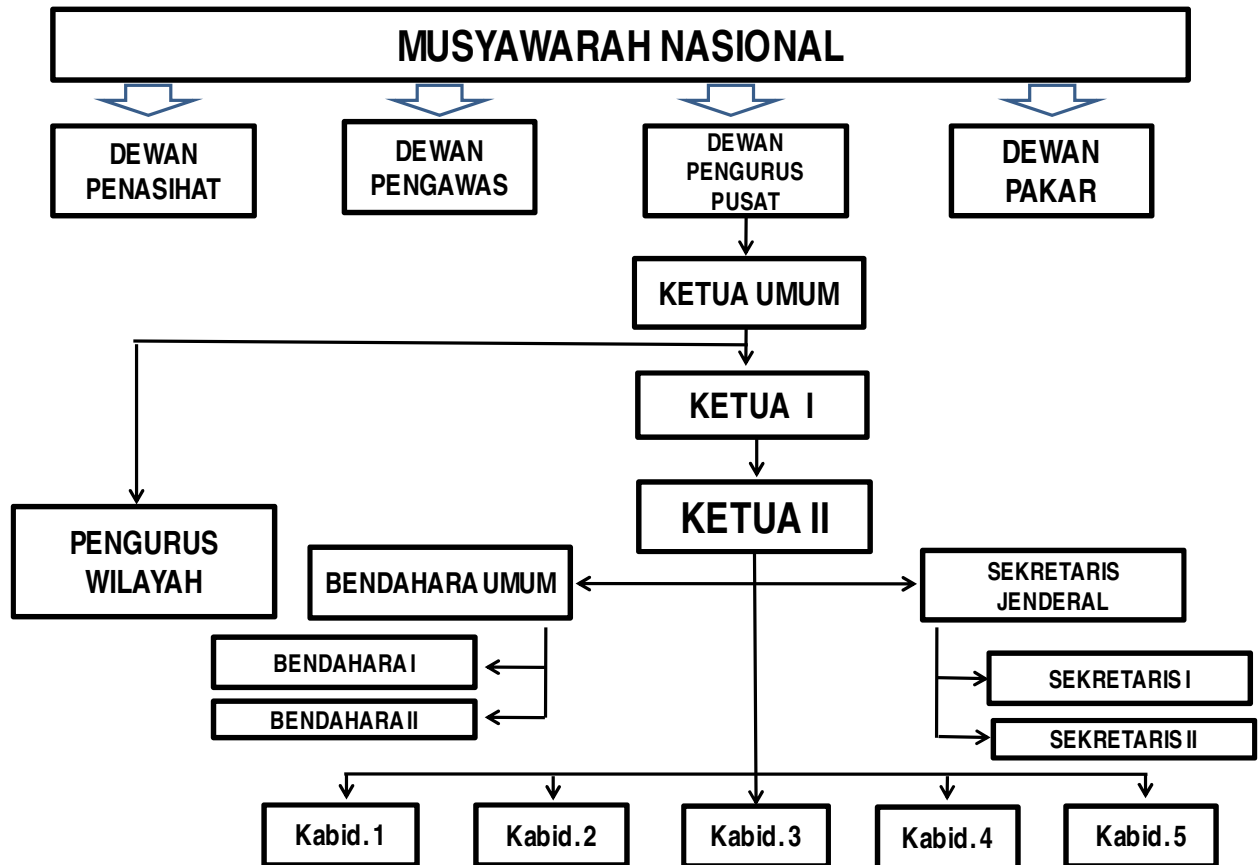 MUSYAWARAH NASIONAL
DEWAN
PENASIHAT
DEWAN
PENGAWAS
DEWAN
PENGURUS
PUSAT
DEWAN
PAKAR
KETUA UMUM
KETUA I
KETUA II
PENGURUS
WILAYAH
BENDAHARA UMUM
SEKRETARIS
JENDERAL
BENDAHARA I
BENDAHARA II
SEKRETARIS I
SEKRETARIS II
Kabid. 1
Kabid. 2
Kabid. 3
Kabid. 4
Kabid. 5